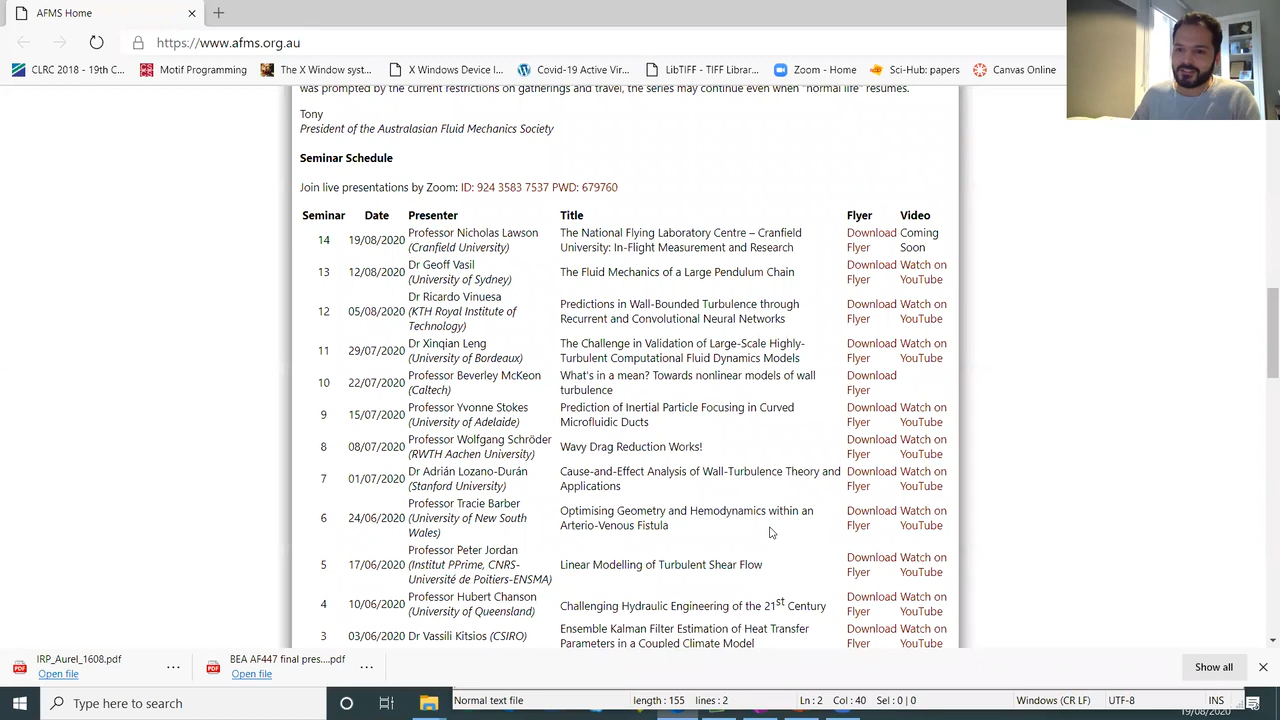 AFMS Home
https://www.afms.org.au
CLRC 2018 - 19th C... Motif Programming The X Window syst... X Windows Device I... Covid-19 Active Vir... LibTIFF - TIFF Librar... Zoom - Home Sci-Hub: papers Canvas Online
was prompted by the current restrictions on gatherings and travel, the series may continue even when "normal life" resumes.
Tony
President of the Australasian Fluid Mechanics Society
Seminar Schedule
Join live presentations by Zoom: ID: 924 3583 7537 PWD: 679760
Seminar Date Presenter Title Flyer Video
14 19/08/2020 Professor Nicholas Lawson (Cranfield University) The National Flying Laboratory Centre – Cranfield University: In-Flight Measurement and Research Download Flyer Coming Soon
13 12/08/2020 Dr Geoff Vasil (University of Sydney) The Fluid Mechanics of a Large Pendulum Chain Download Flyer Watch on YouTube
12 05/08/2020 Dr Ricardo Vinuesa (KTH Royal Institute of Technology) Predictions in Wall-Bounded Turbulence through Recurrent and Convolutional Neural Networks Download Flyer Watch on YouTube
11 29/07/2020 Dr Xinqian Leng (University of Bordeaux) The Challenge in Validation of Large-Scale Highly-Turbulent Computational Fluid Dynamics Models Download Flyer Watch on YouTube
10 22/07/2020 Professor Beverley McKeon (Caltech) What's in a mean? Towards nonlinear models of wall turbulence Download Flyer
9 15/07/2020 Professor Yvonne Stokes (University of Adelaide) Prediction of Inertial Particle Focusing in Curved Microfluidic Ducts Download Flyer Watch on YouTube
8 08/07/2020 Professor Wolfgang Schröder (RWTH Aachen University) Wavy Drag Reduction Works! Download Flyer Watch on YouTube
7 01/07/2020 Dr Adrián Lozano-Durán (Stanford University) Cause-and-Effect Analysis of Wall-Turbulence Theory and Applications Download Flyer Watch on YouTube
6 24/06/2020 Professor Tracie Barber (University of New South Wales) Optimising Geometry and Hemodynamics within an Arterio-Venous Fistula Download Flyer Watch on YouTube
5 17/06/2020 Professor Peter Jordan (Institut PPrime, CNRS-Université de Poitiers-ENSMA) Linear Modelling of Turbulent Shear Flow Download Flyer Watch on YouTube
4 10/06/2020 Professor Hubert Chanson (University of Queensland) Challenging Hydraulic Engineering of the 21st Century Download Flyer Watch on YouTube
3 03/06/2020 Dr Vassili Kitsios (CSIRO) Ensemble Kalman Filter Estimation of Heat Transfer Parameters in a Coupled Climate Model Download Flyer Watch on YouTube
IRP_Aurel_1608.pdf
Open file
BEA AF447 final pres....pdf
Open file
Show all
Type here to search
Normal text file length : 155 lines : 2 Ln : 2 Col : 40 Sel : 0 | 0 Windows (CR LF) UTF-8 INS
19/08/2020